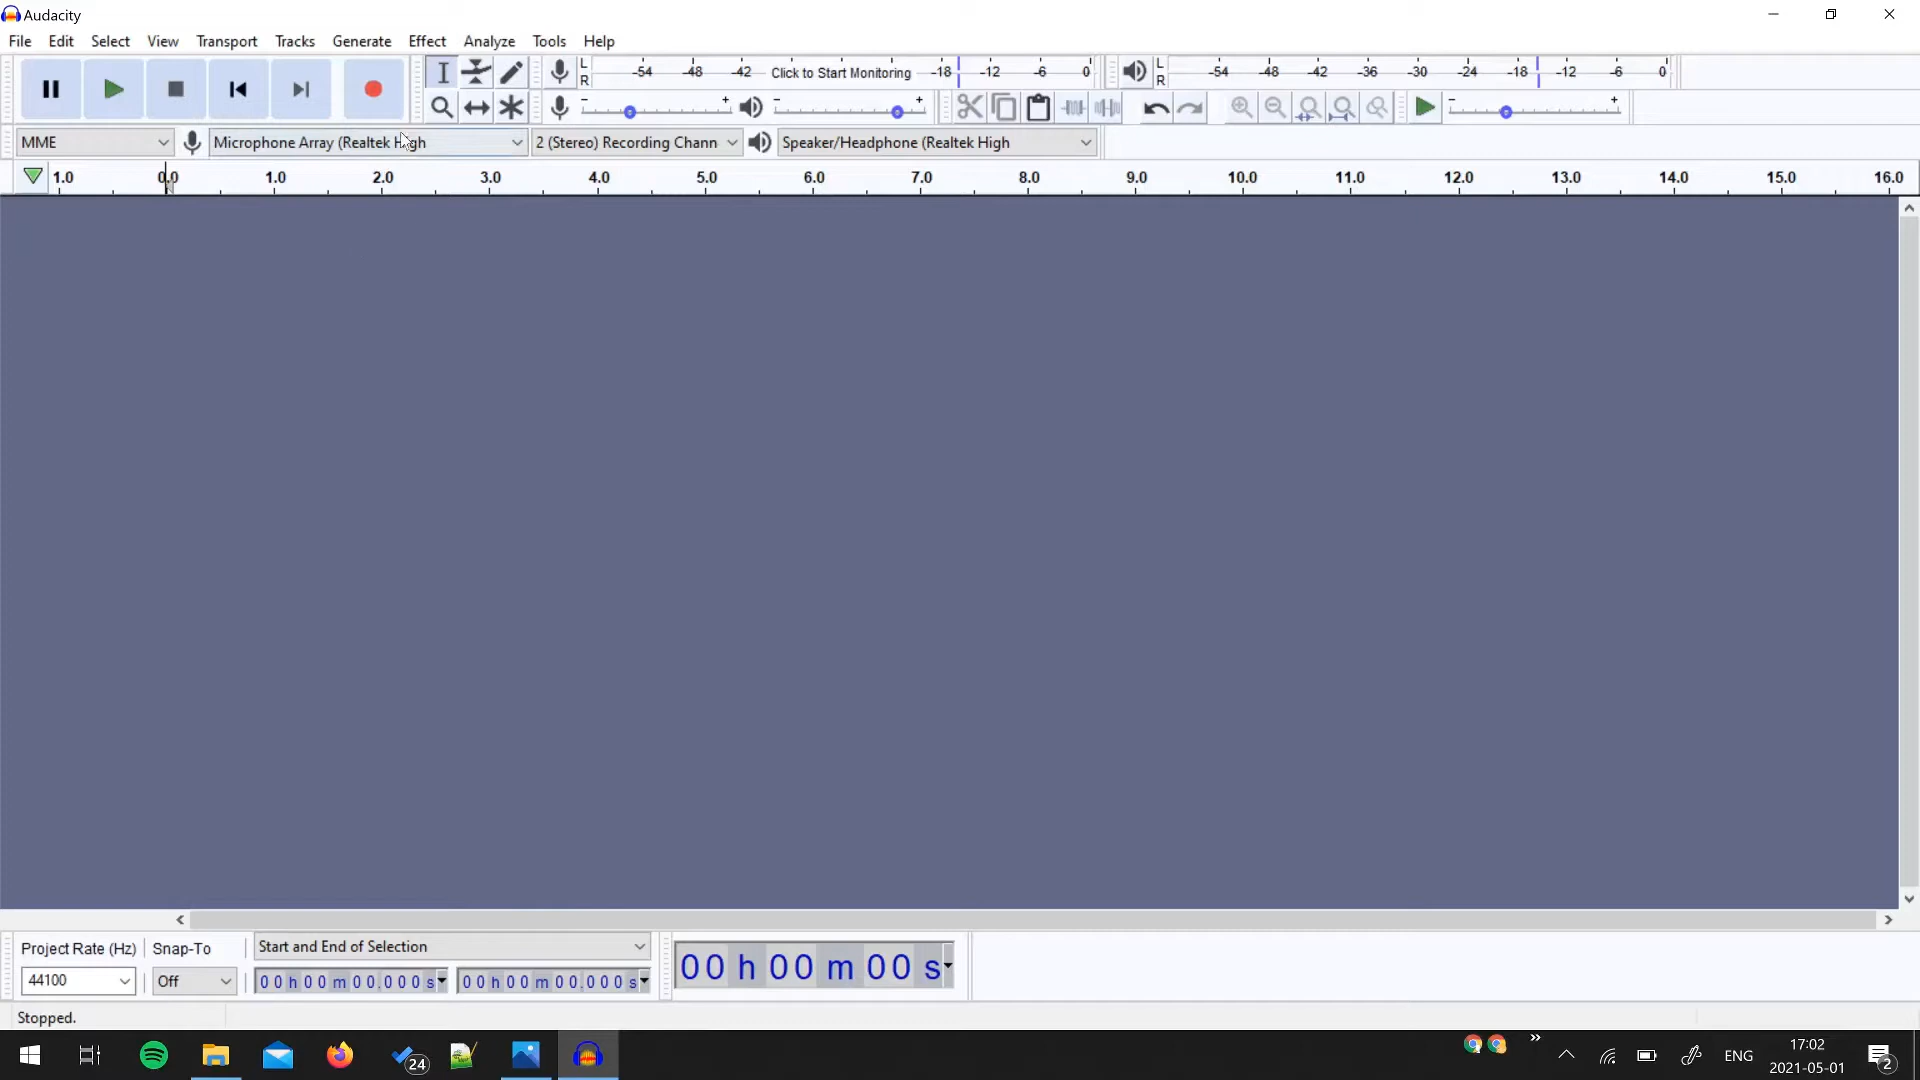 Audacity
File Edit Select View Transport Tracks Generate Effect Analyze Tools Help
L -54 -48 -42 Click to Start Monitoring -18 -12 -6 0 L -54 -48 -42 -36 -30 -24 -18 -12 -6 0
R R
- + - + - +
MME Microphone Array (Realtek High 2 (Stereo) Recording Chann Speaker/Headphone (Realtek High
1.0 0.0 1.0 2.0 3.0 4.0 5.0 6.0 7.0 8.0 9.0 10.0 11.0 12.0 13.0 14.0 15.0 16.0
Project Rate (Hz) Snap-To Start and End of Selection
44100 Off 00 h 00 m 00.000 s 00 h 00 m 00.000 s 00 h 00 m 00 s
Stopped.
24 ENG 17:02 2
2021-05-01